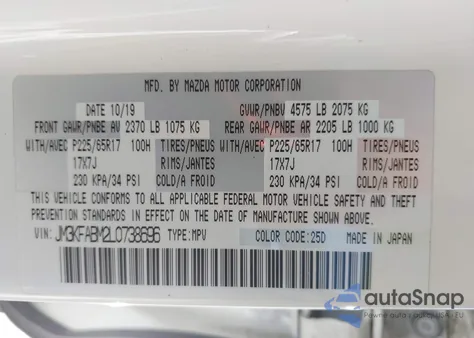 MFD. BY MAZDA MOTOR CORPORATION
DATE 10/19 GVWR/PNBV 4575 LB 2075 KG
FRONT GAWR/PNBE AV 2370 LB 1075 KG REAR GAWR/PNBE AR 2205 LB 1000 KG
WITH/AVEC P225/65R17 100H TIRES/PNEUS WITH/AVEC P225/65R17 100H TIRES/PNEUS
17X7J RIMS/JANTES 17X7J RIMS/JANTES
230 KPA/34 PSI COLD/A FROID 230 KPA/34 PSI COLD/A FROID
THIS VEHICLE CONFORMS TO ALL APPLICABLE FEDERAL MOTOR VEHICLE SAFETY AND THEFT
PREVENTION STANDARDS IN EFFECT ON THE DATE OF MANUFACTURE SHOWN ABOVE.
VIN: JM3KFABM2L0738696 TYPE:MPV COLOR CODE:25D MADE IN JAPAN
autoSnap
Pewne auto z USA i EU